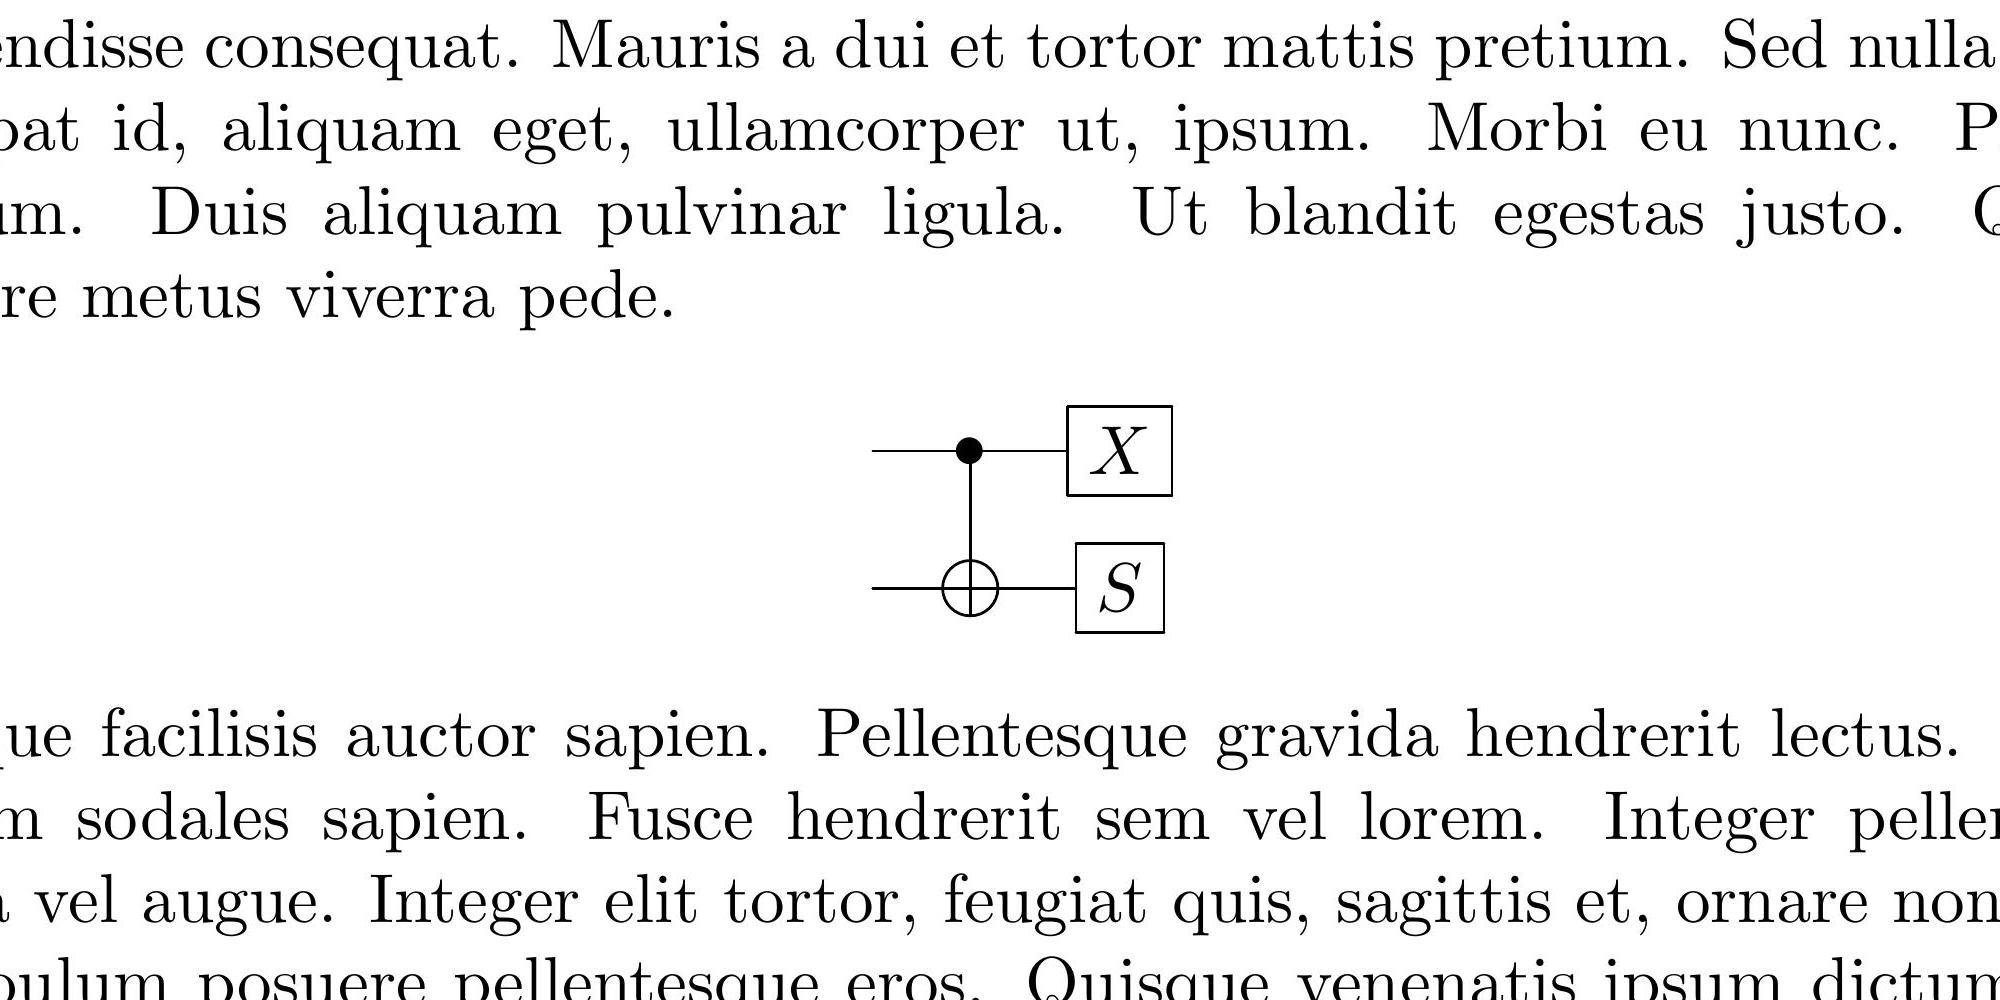 endisse consequat. Mauris a dui et tortor mattis pretium. Sed nulla
pat id, aliquam eget, ullamcorper ut, ipsum. Morbi eu nunc. P
um. Duis aliquam pulvinar ligula. Ut blandit egestas justo. Q
re metus viverra pede.
X
S
ue facilisis auctor sapien. Pellentesque gravida hendrerit lectus.
m sodales sapien. Fusce hendrerit sem vel lorem. Integer peller
a vel augue. Integer elit tortor, feugiat quis, sagittis et, ornare non
bulum posuere pellentesque eros. Quisque venenatis ipsum dictum